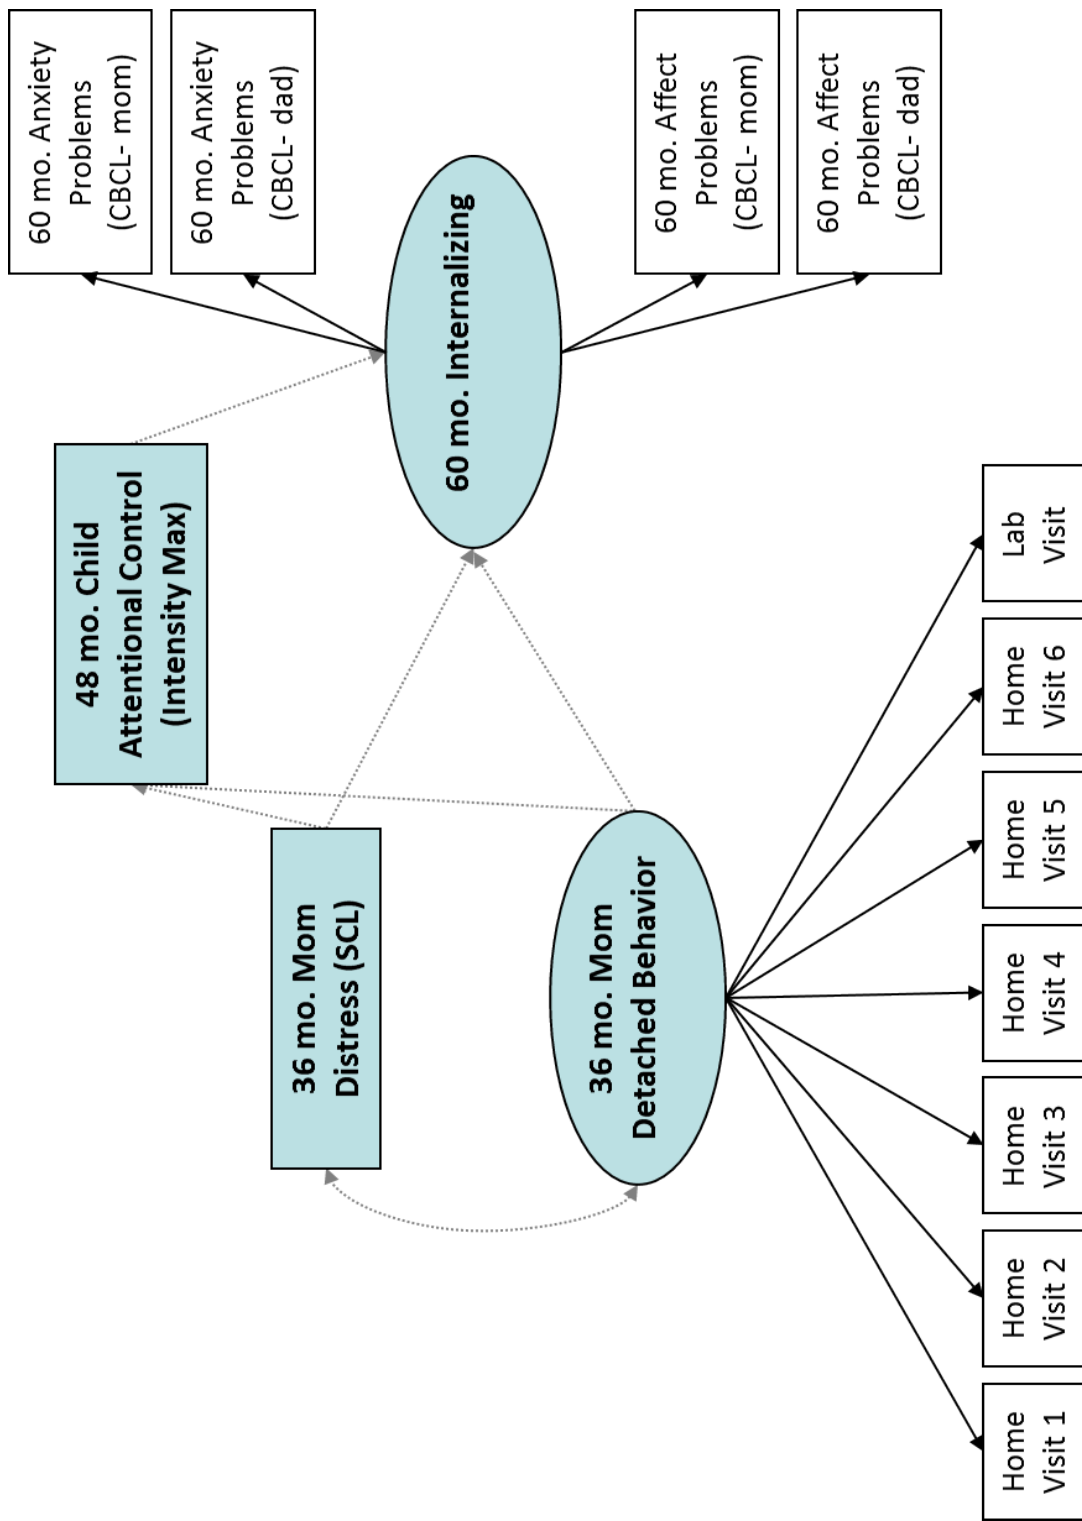 48 mo. Child
Attentional Control
(Intensity Max)
60 mo. Anxiety
Problems
(CBCL- mom)
60 mo. Anxiety
Problems
(CBCL- dad)
36 mo. Mom
Distress (SCL)
60 mo. Internalizing
36 mo. Mom
Detached Behavior
60 mo. Affect
Problems
(CBCL- mom)
60 mo. Affect
Problems
(CBCL- dad)
Home
Visit 1
Home
Visit 2
Home
Visit 3
Home
Visit 4
Home
Visit 5
Home
Visit 6
Lab
Visit